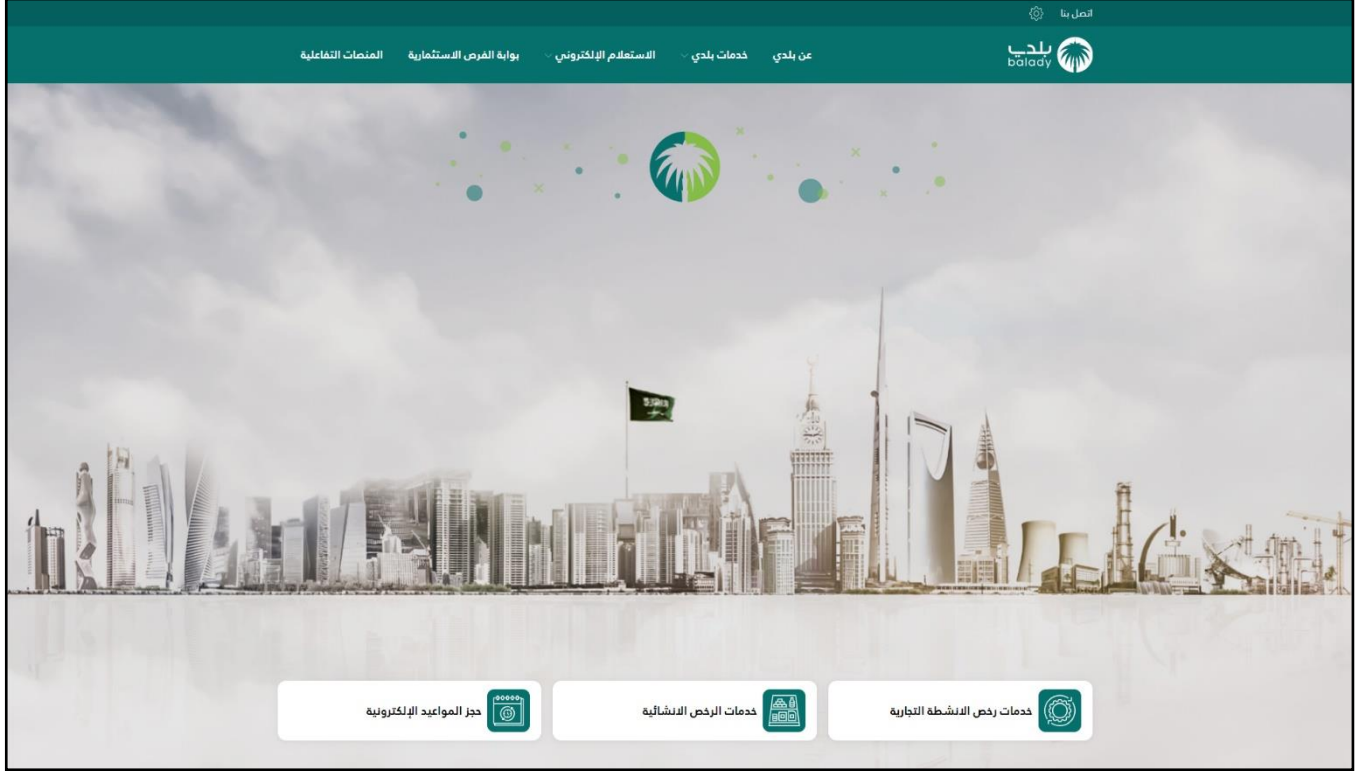 اتصل بنا
بلدي
balady
عن بلدي
خدمات بلدي
الاستعلام الإلكتروني
بوابة الفرص الاستثمارية
المنصات التفاعلية
خدمات رخص الانشطة التجارية
خدمات الرخص الانشائية
حجز المواعيد الإلكترونية